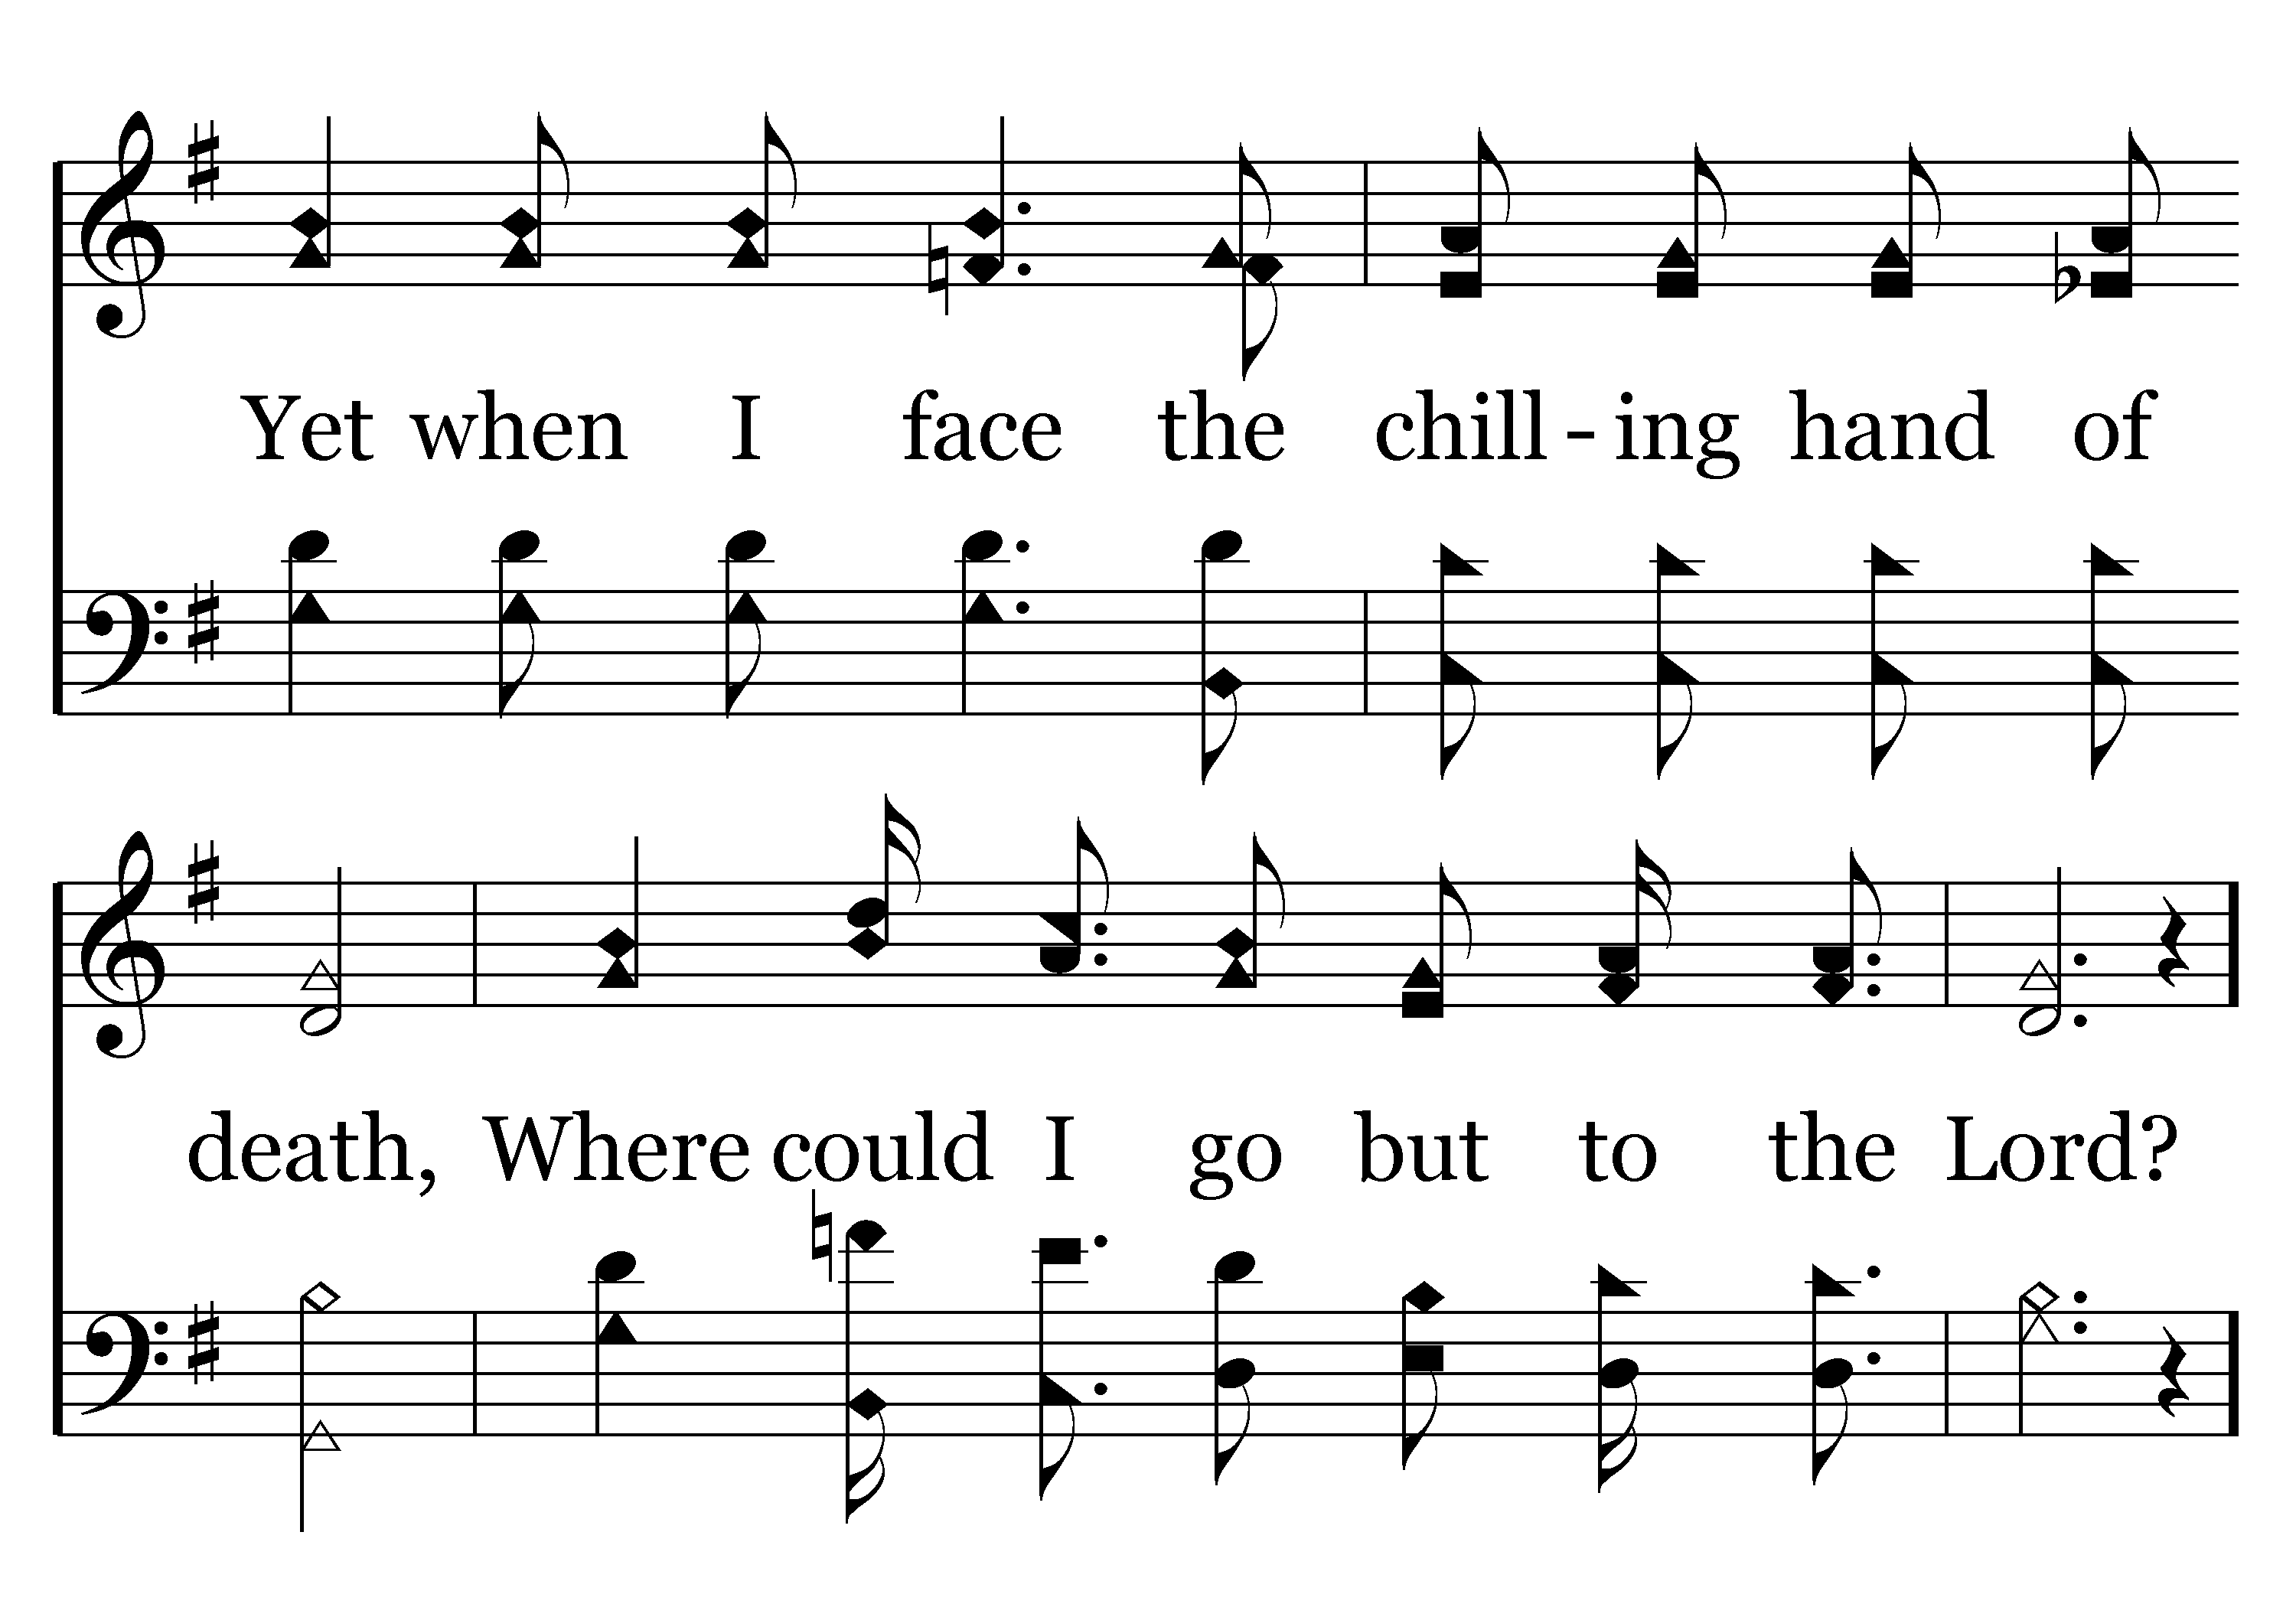 Yet when I face the chill - ing hand of
death, Where could I go but to the Lord?